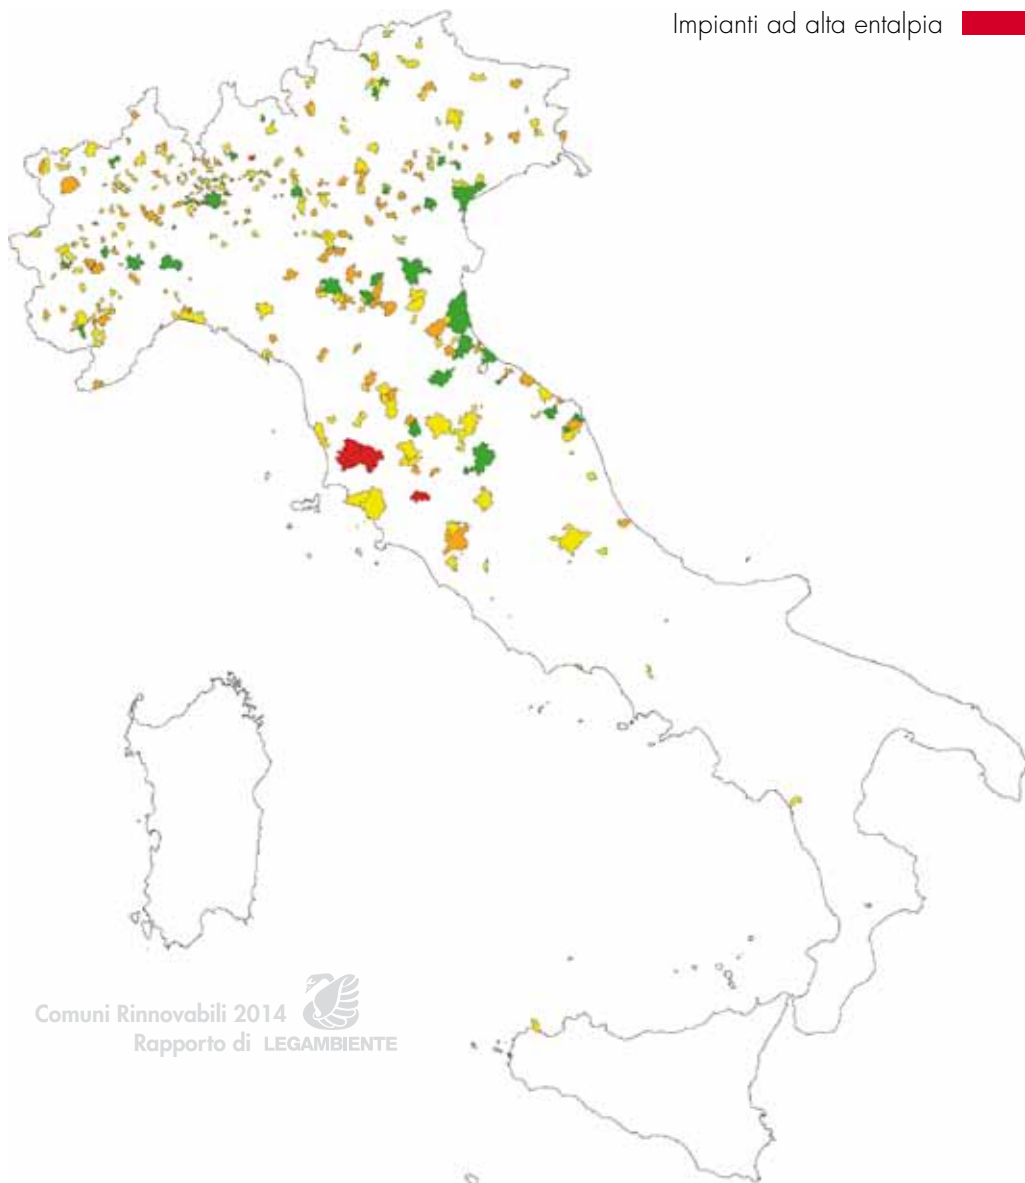 Impianti ad alta entalpia
Comuni Rinnovabili 2014
Rapporto di LEGAMBIENTE